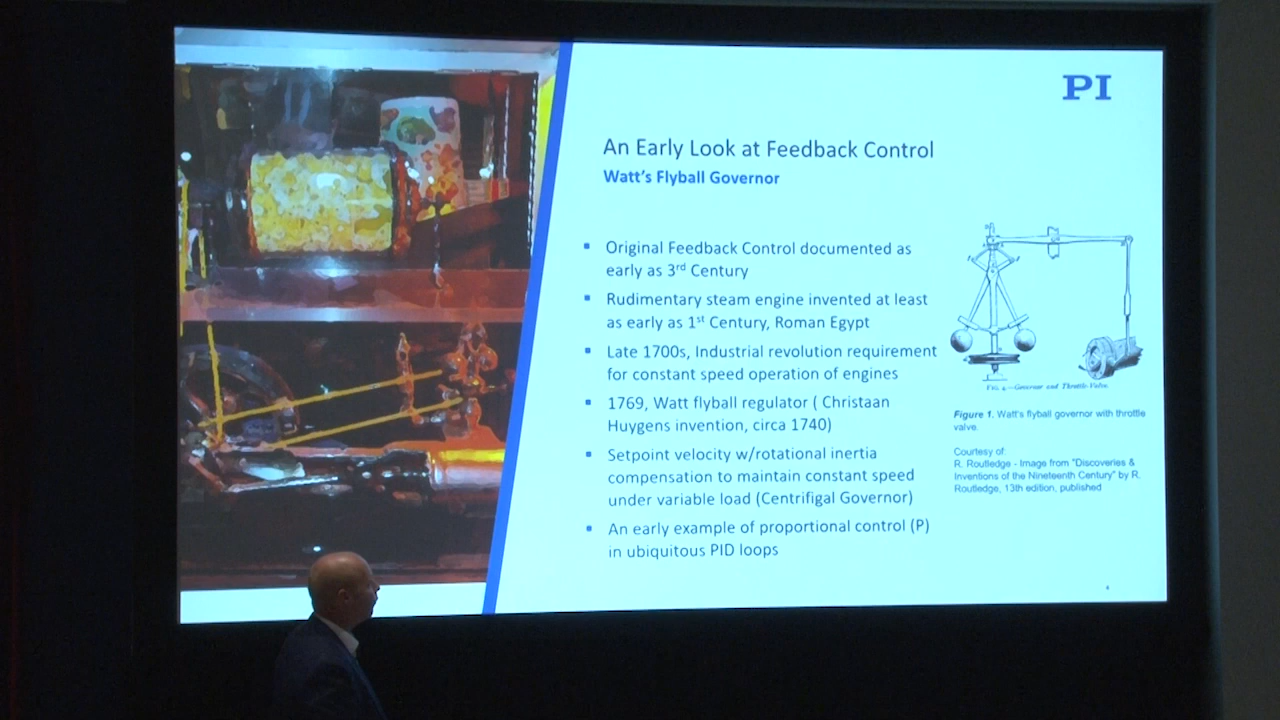 PI
An Early Look at Feedback Control
Watt's Flyball Governor
▪ Original Feedback Control documented as
early as 3rd Century
▪ Rudimentary steam engine invented at least
as early as 1st Century, Roman Egypt
▪ Late 1700s, Industrial revolution requirement
for constant speed operation of engines
▪ 1769, Watt flyball regulator ( Christaan
Huygens invention, circa 1740)
▪ Setpoint velocity w/rotational inertia
compensation to maintain constant speed
under variable load (Centrifigal Governor)
▪ An early example of proportional control (P)
in ubiquitous PID loops
Governor and Throttle-Valve.
Figure 1. Watt's flyball governor with throttle
valve.
Courtesy of:
R. Routledge - Image from "Discoveries &
Inventions of the Nineteenth Century" by R.
Routledge, 13th edition, published